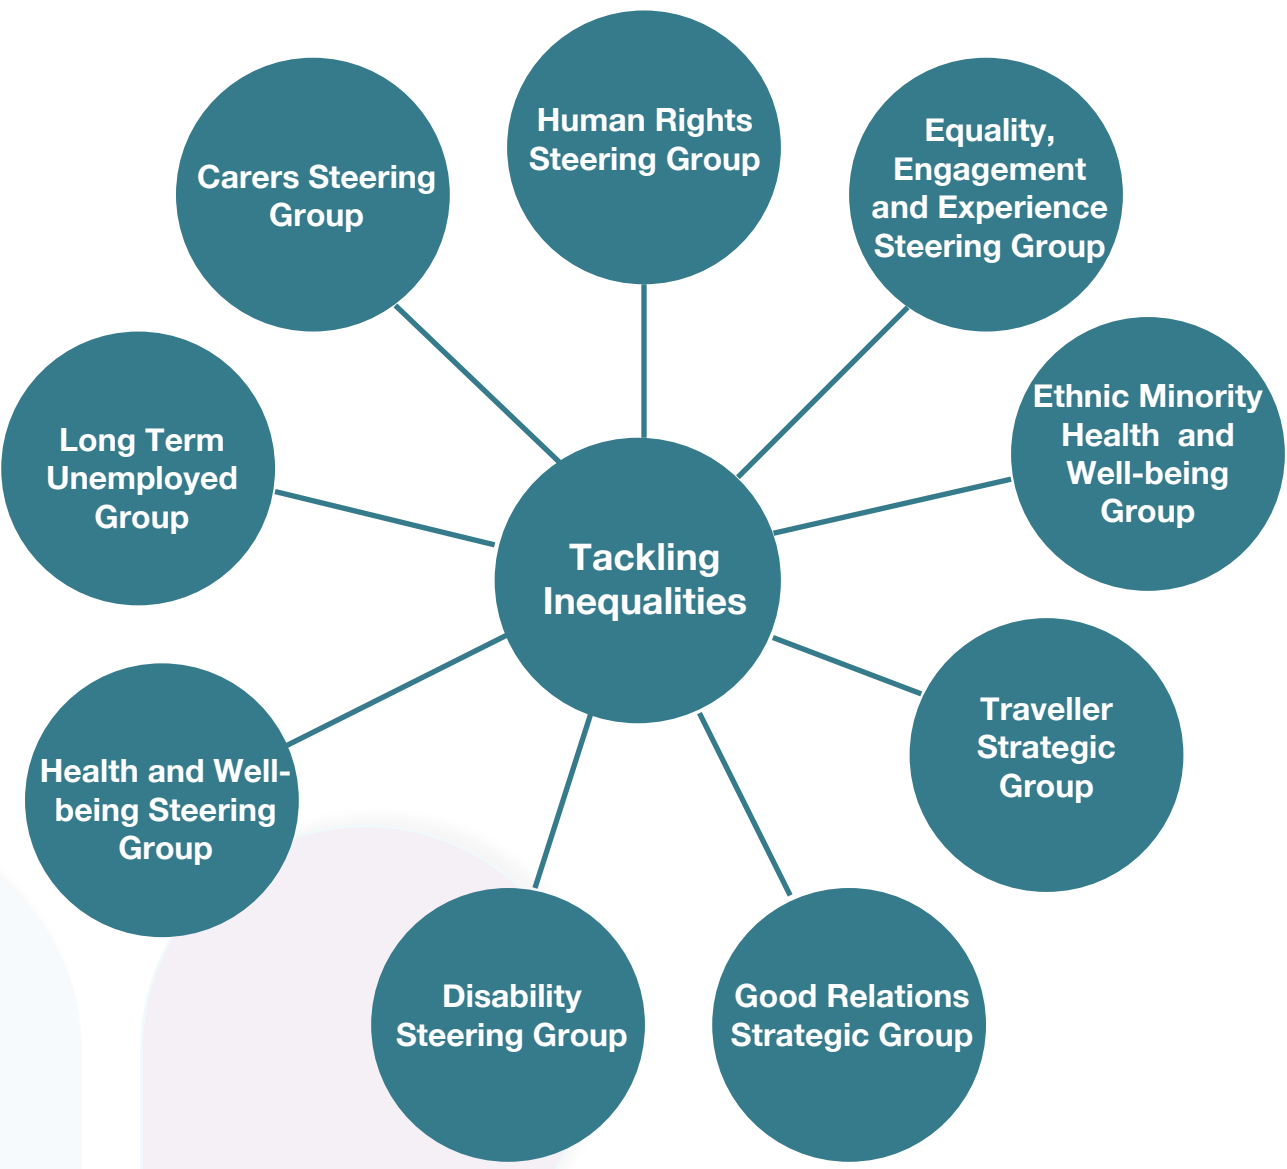 Human Rights
Steering Group
Equality,
Engagement
and Experience
Steering Group
Carers Steering
Group
Ethnic Minority
Health  and
Well-being
Group
Long Term
Unemployed
Group
Tackling
Inequalities
Traveller
Strategic
Group
Health and Well-
being Steering
Group
Disability
Steering Group
Good Relations
Strategic Group